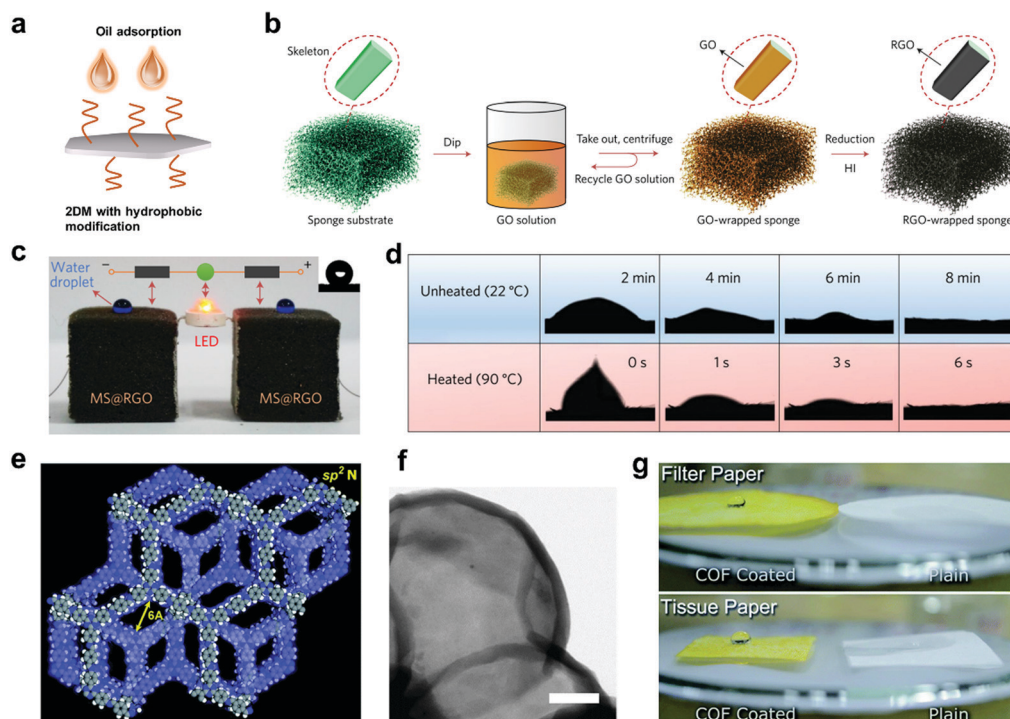 a
Oil adsorption
2DM with hydrophobic
modification
b
Skeleton
Sponge substrate
Dip
GO solution
Take out, centrifuge
Recycle GO solution
GO
GO-wrapped sponge
Reduction
HI
RGO
RGO-wrapped sponge
c
Water
droplet
−
+
LED
MS@RGO
MS@RGO
d
Unheated (22 °C)
2 min
4 min
6 min
8 min
Heated (90 °C)
0 s
1 s
3 s
6 s
e
sp² N
6A
f
g
Filter Paper
COF Coated
Plain
Tissue Paper
COF Coated
Plain